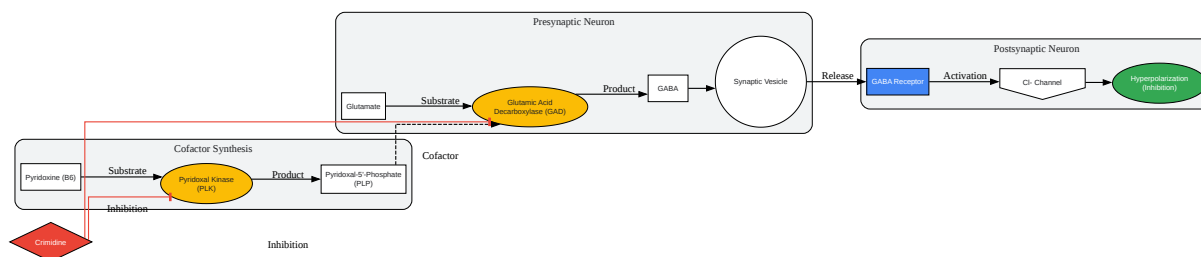 Presynaptic Neuron
Glutamate
Substrate
Glutamic Acid
Decarboxylase (GAD)
Product
GABA
Synaptic Vesicle
Release
Postsynaptic Neuron
GABA Receptor
Activation
Cl- Channel
Hyperpolarization
(Inhibition)
Cofactor Synthesis
Pyridoxine (B6)
Substrate
Pyridoxal Kinase
(PLK)
Product
Pyridoxal-5'-Phosphate
(PLP)
Cofactor
Inhibition
Crimidine
Inhibition